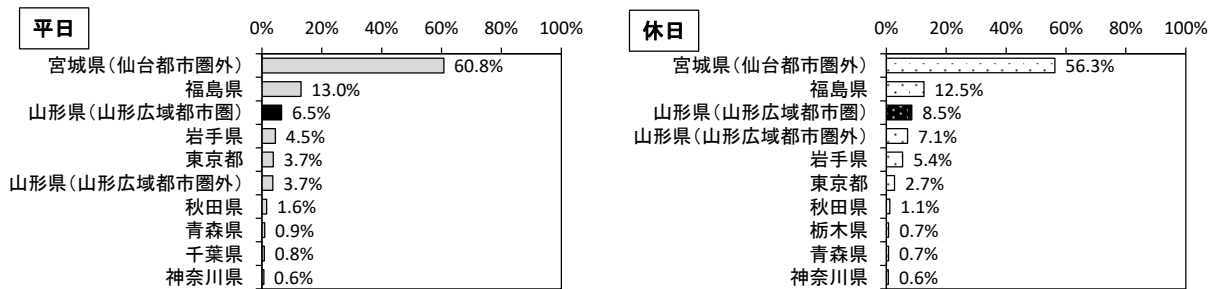 平日
0% 20% 40% 60% 80% 100%
宮城県(仙台都市圏外) 60.8%
福島県 13.0%
山形県(山形広域都市圏) 6.5%
岩手県 4.5%
東京都 3.7%
山形県(山形広域都市圏外) 3.7%
秋田県 1.6%
青森県 0.9%
千葉県 0.8%
神奈川県 0.6%
休日
0% 20% 40% 60% 80% 100%
宮城県(仙台都市圏外) 56.3%
福島県 12.5%
山形県(山形広域都市圏) 8.5%
山形県(山形広域都市圏外) 7.1%
岩手県 5.4%
東京都 2.7%
秋田県 1.1%
栃木県 0.7%
青森県 0.7%
神奈川県 0.6%